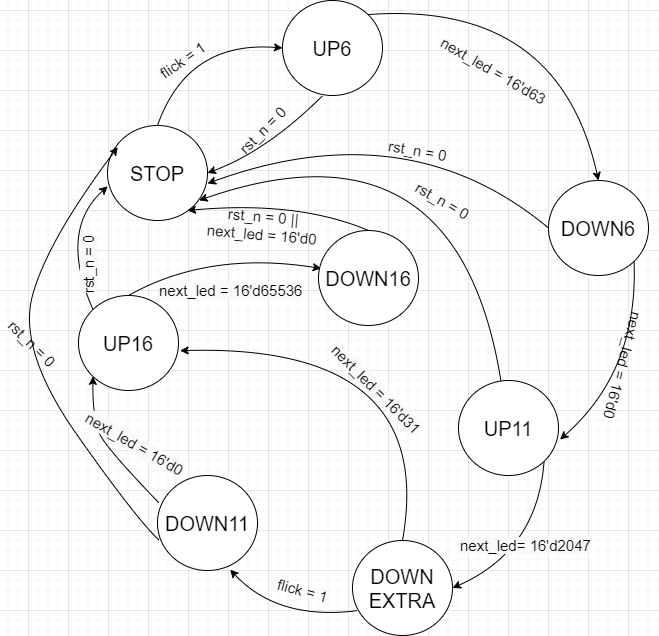 UP6
flick = 1
next_led = 16'd63
rst_n = 0
STOP
rst_n = 0
rst_n = 0
DOWN6
rst_n = 0 ||
next_led = 16'd0
DOWN16
rst_n = 0
next_led = 16'd65536
UP16
rst_n = 0
next_led = 16'd0
next_led = 16'd31
UP11
next_led = 16'd0
DOWN11
next_led= 16'd2047
DOWN
EXTRA
flick = 1